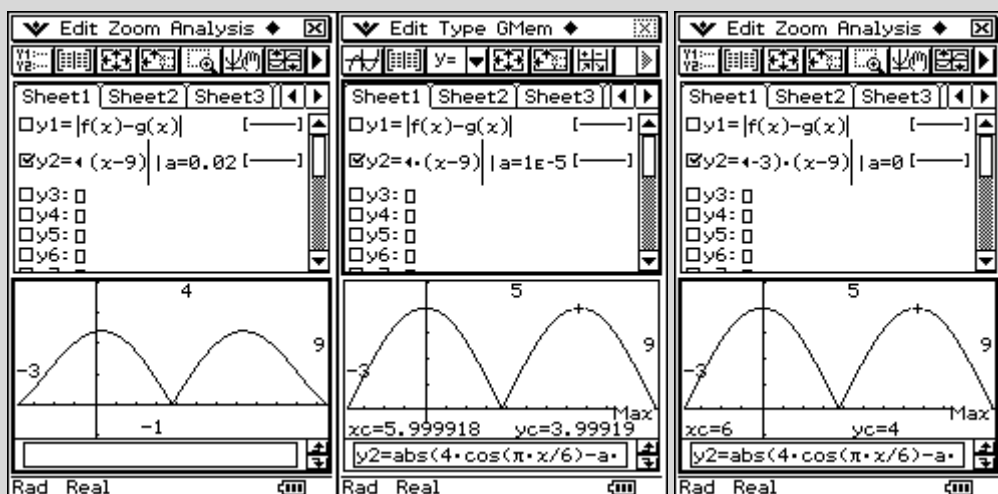 Edit Zoom Analysis
Sheet1 Sheet2 Sheet3
y1=|f(x)-g(x)| [—]
y2=◂ (x-9)| |a=0.02 [—]
y3:▯
y4:▯
y5:▯
y6:▯
4
-3
9
-1
Rad Real
Edit Type GMem
y=
Sheet1 Sheet2 Sheet3
y1=|f(x)-g(x)| [—]
y2=◂·(x-9)| |a=1ᴇ-5 [—]
y3:▯
y4:▯
y5:▯
y6:▯
5
-3
9
Max
xc=5.999918 yc=3.99919
y2=abs(4·cos(π·x/6)-a·
Rad Real
Edit Zoom Analysis
Sheet1 Sheet2 Sheet3
y1=|f(x)-g(x)| [—]
y2=◂-3)·(x-9)| |a=0 [—]
y3:▯
y4:▯
y5:▯
y6:▯
5
-3
9
Max
xc=6 yc=4
y2=abs(4·cos(π·x/6)-a·
Rad Real